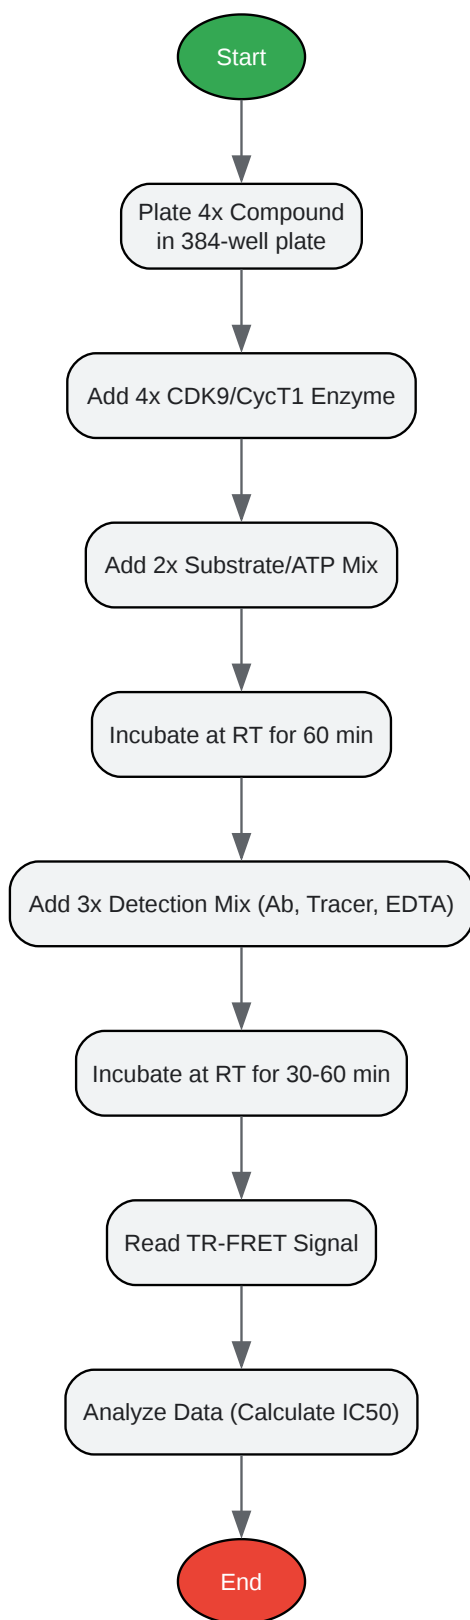 Start
Plate 4x Compound
in 384-well plate
Add 4x CDK9/CycT1 Enzyme
Add 2x Substrate/ATP Mix
Incubate at RT for 60 min
Add 3x Detection Mix (Ab, Tracer, EDTA)
Incubate at RT for 30-60 min
Read TR-FRET Signal
Analyze Data (Calculate IC50)
End